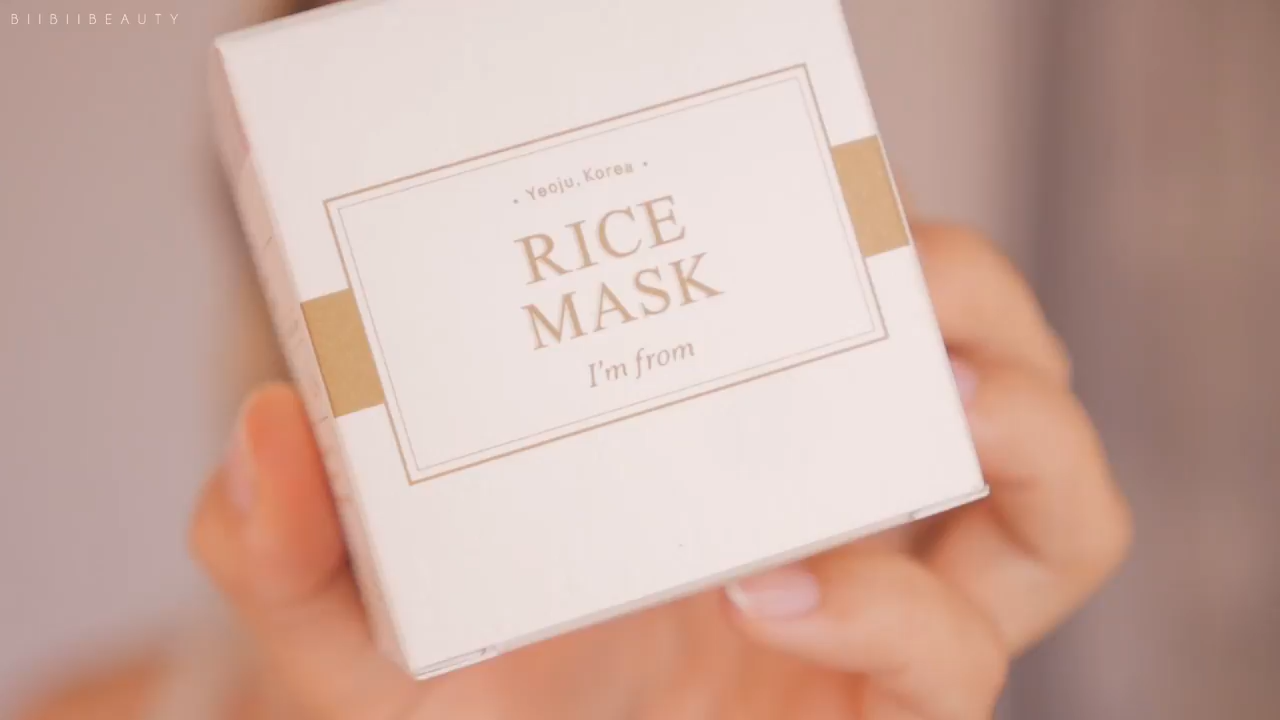 BIIBIIBEAUTY
• Yeoju, Korea •
RICE
MASK
I'm from